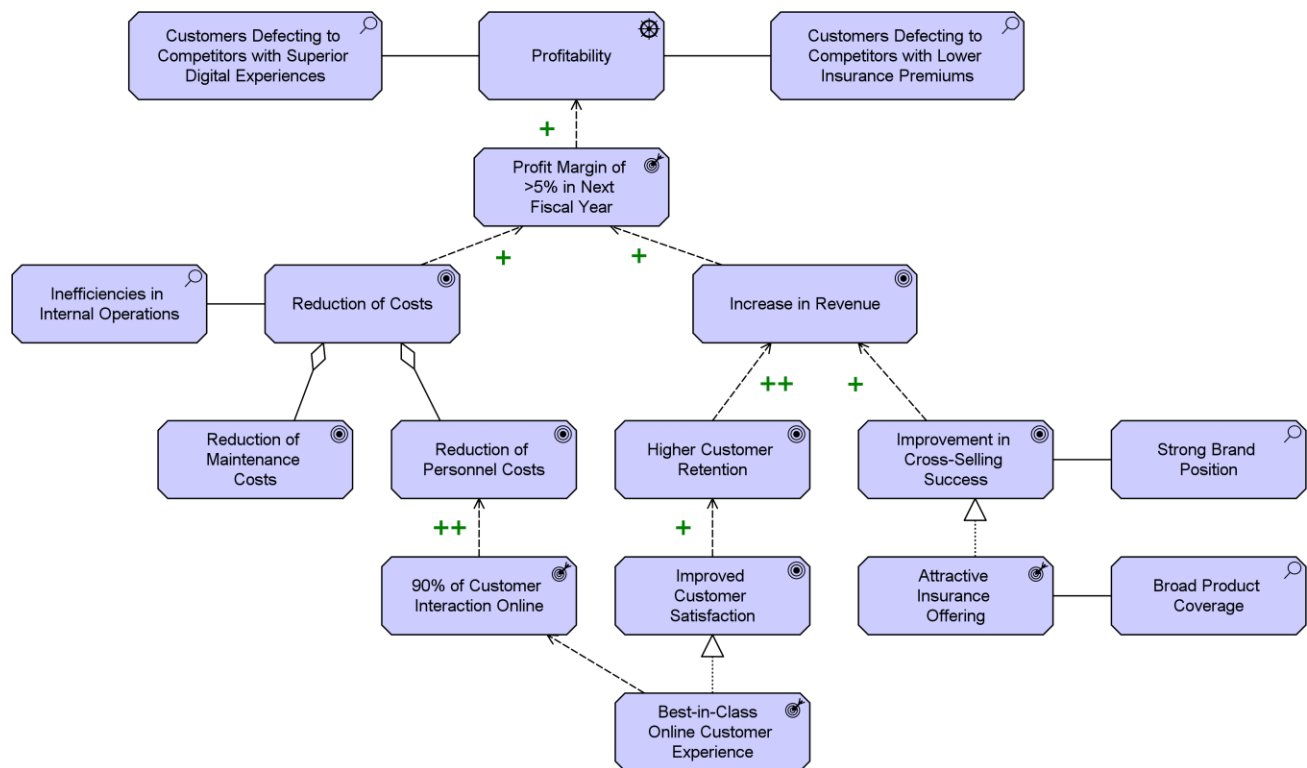 Customers Defecting to
Competitors with Superior
Digital Experiences
Profitability
Customers Defecting to
Competitors with Lower
Insurance Premiums
+
Profit Margin of
>5% in Next
Fiscal Year
+
+
Inefficiencies in
Internal Operations
Reduction of Costs
Increase in Revenue
++
+
Reduction of
Maintenance
Costs
Reduction of
Personnel Costs
Higher Customer
Retention
Improvement in
Cross-Selling
Success
Strong Brand
Position
++
+
90% of Customer
Interaction Online
Improved
Customer
Satisfaction
Attractive
Insurance
Offering
Broad Product
Coverage
Best-in-Class
Online Customer
Experience